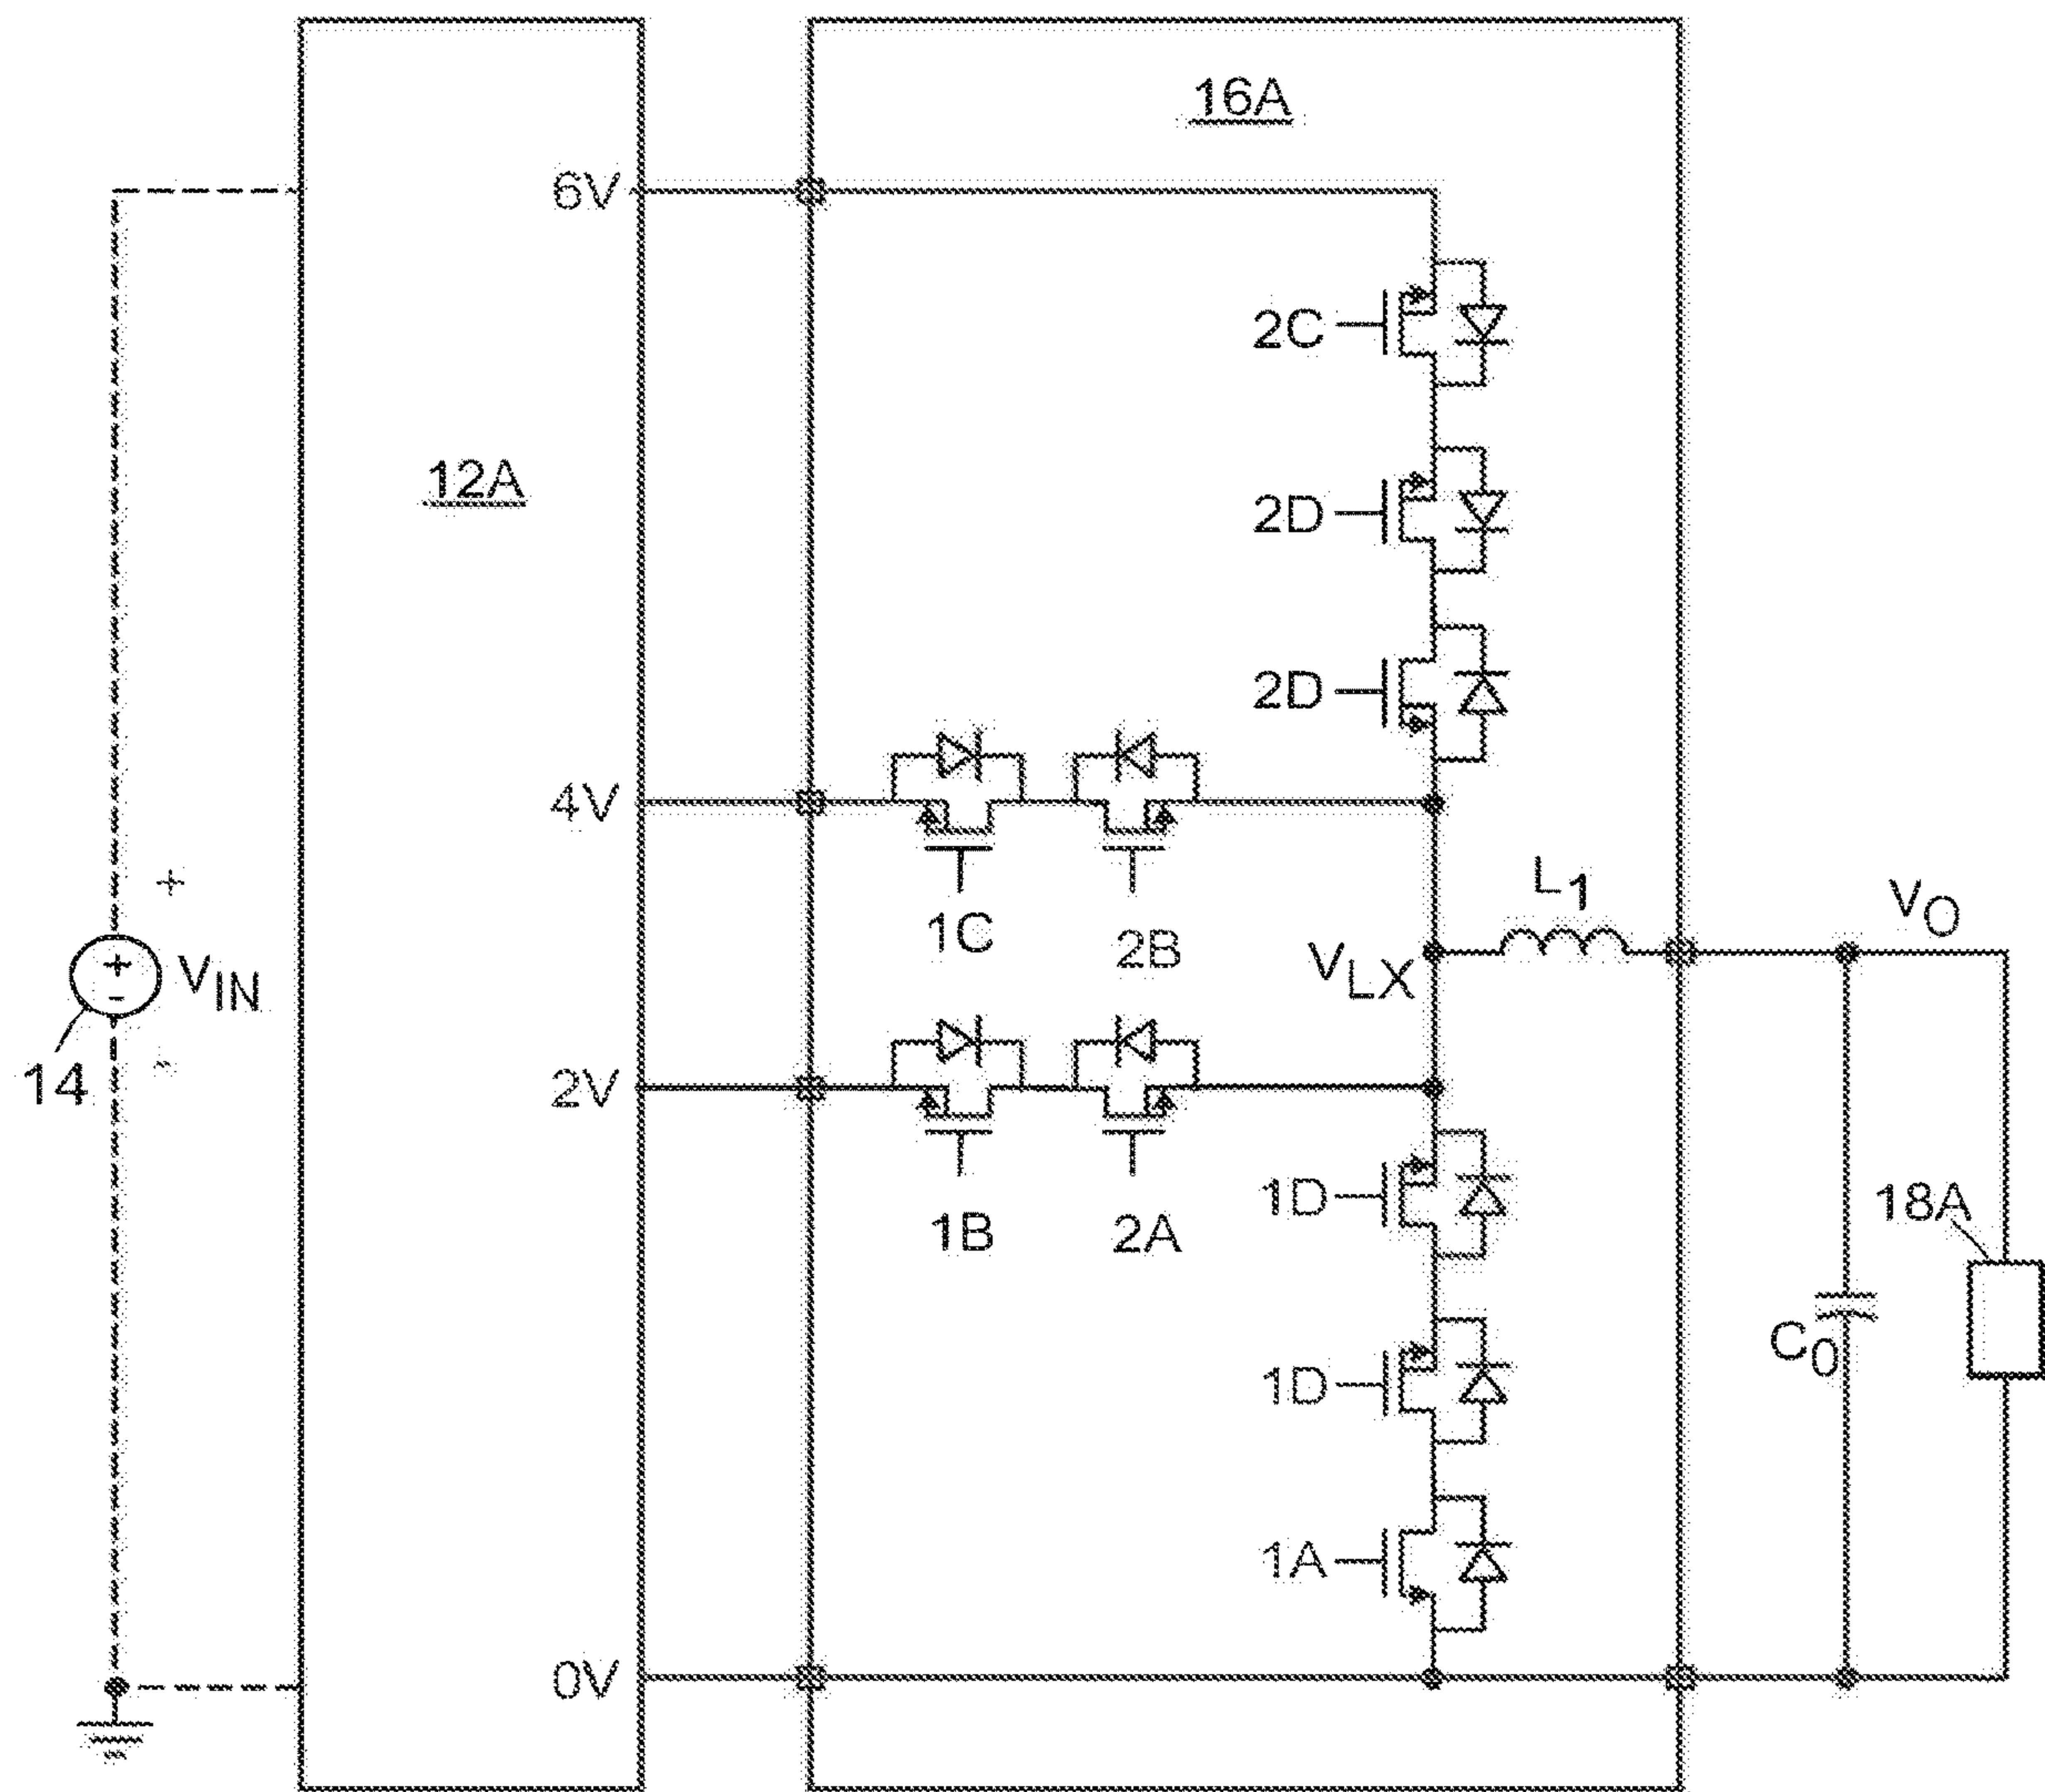 16A
6V
2C
12A
2D
2D
4V
+
1C
2B
L1
VO
VLX
+
-
VIN
14
-
2V
1B
2A
1D
18A
1D
C0
1A
0V